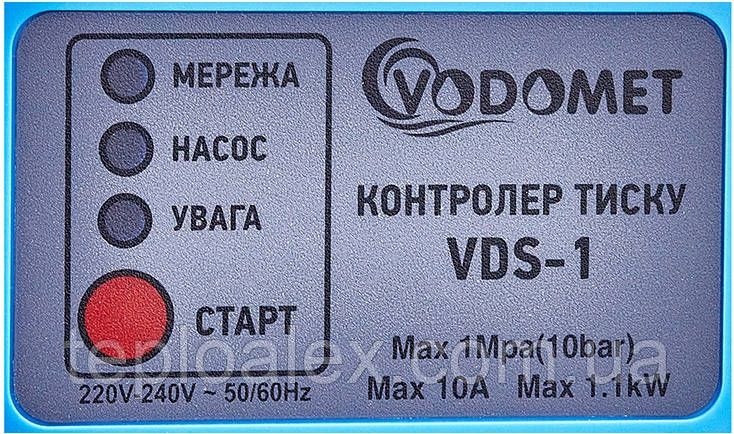 МЕРЕЖА
НАСОС
УВАГА
СТАРТ
220V-240V ~ 50/60Hz
VODOMET
КОНТРОЛЕР ТИСКУ
VDS-1
Max 1Mpa(10bar)
Max 10A Max 1.1kW
teploalex.com.ua